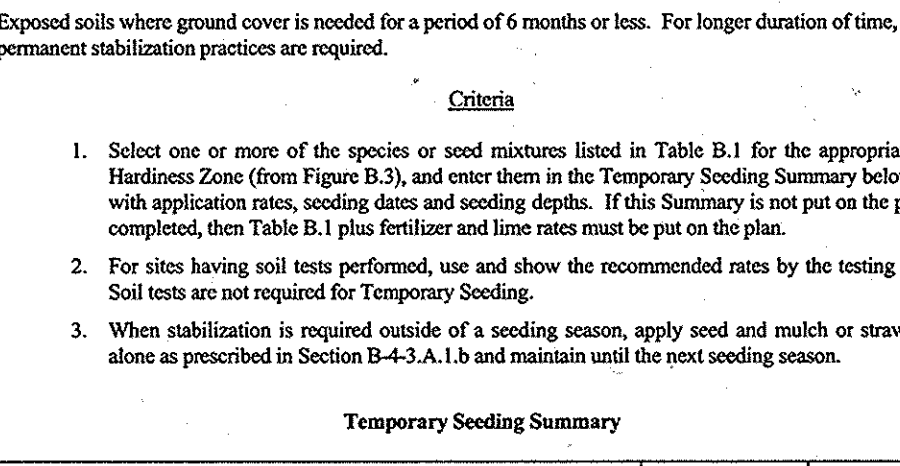 Exposed soils where ground cover is needed for a period of 6 months or less. For longer duration of time,
permanent stabilization practices are required.
Criteria
1. Select one or more of the species or seed mixtures listed in Table B.1 for the
Hardiness Zone (from Figure B.3), and enter them in the Temporary Seeding Summary
with application rates, seeding dates and seeding depths. If this Summary is not put on the
completed, then Table B.1 plus fertilizer and lime rates must be put on the plan.
2. For sites having soil tests performed, use and show the recommended rates by the testing
Soil tests are not required for Temporary Seeding.
3. When stabilization is required outside of a seeding season, apply seed and mulch or
alone as prescribed in Section B-4-3.A.1.b and maintain until the next seeding season.
Temporary Seeding Summary